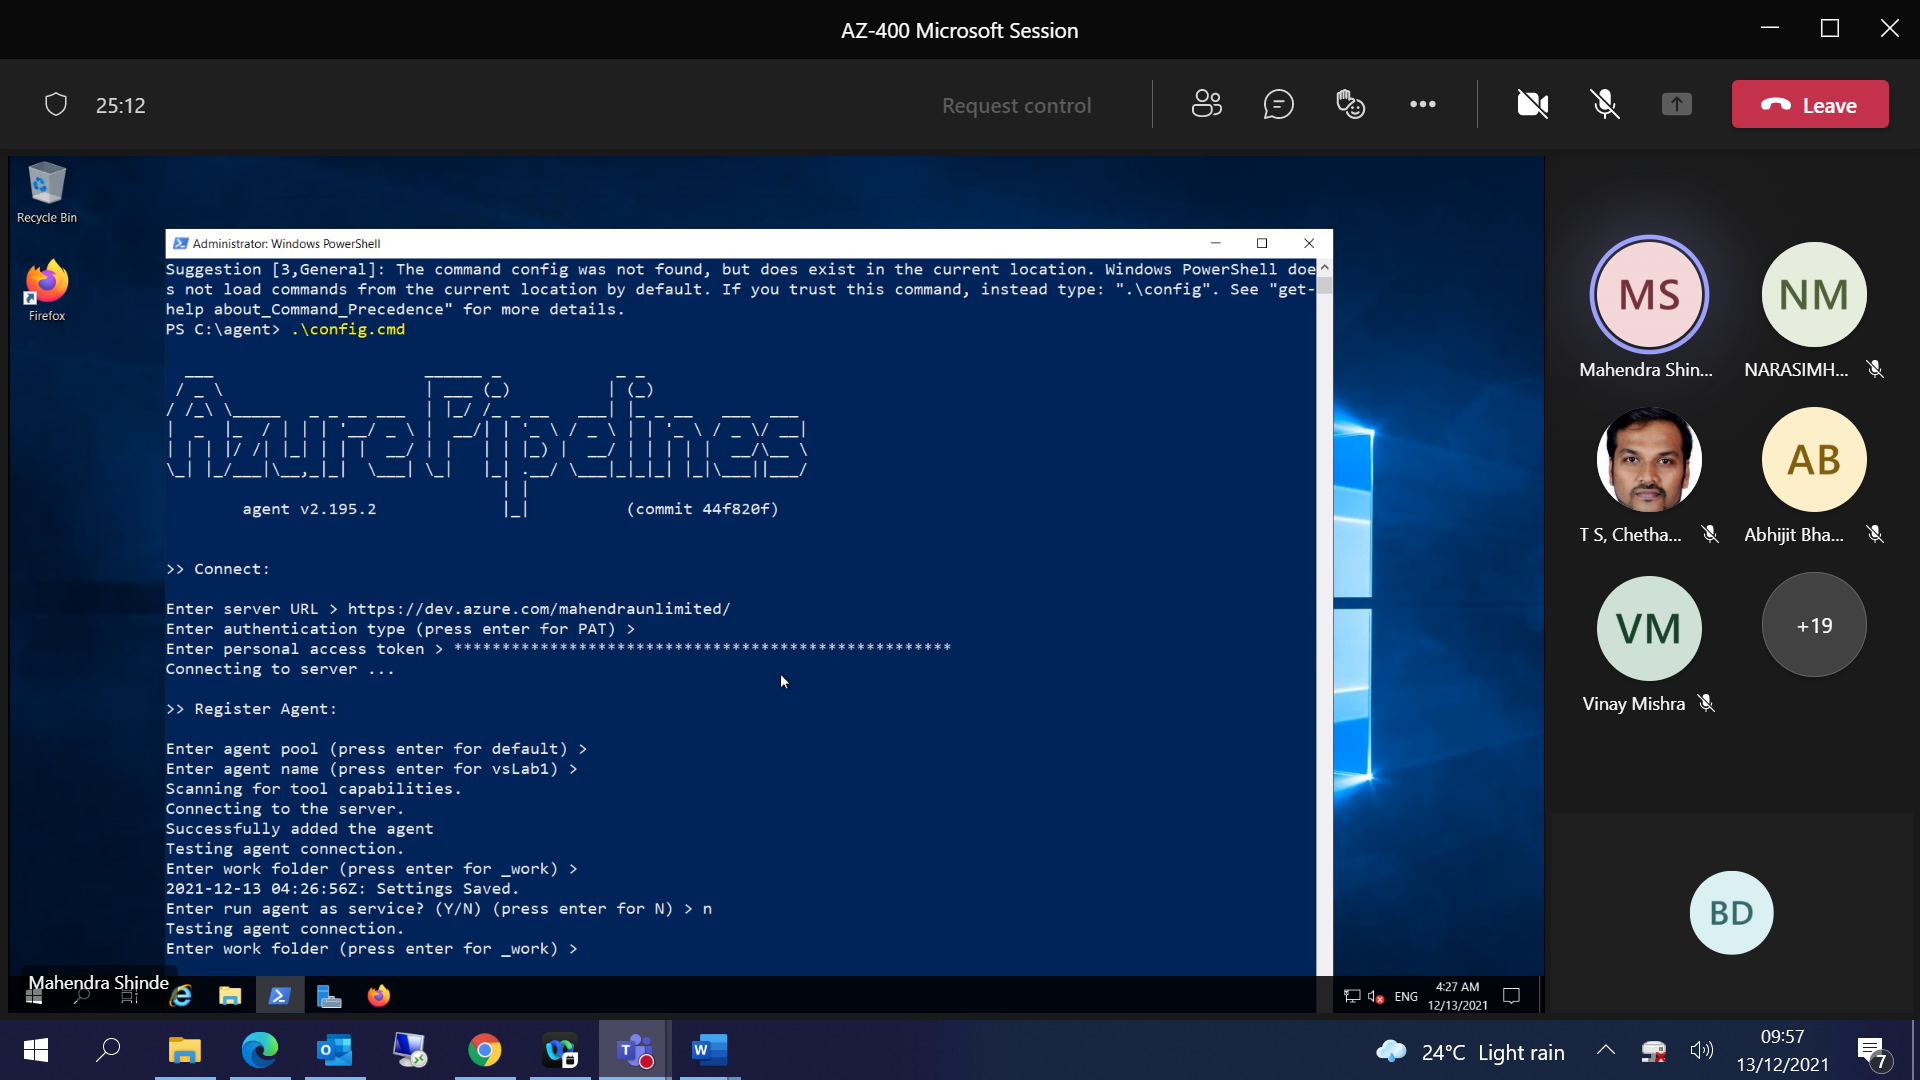 AZ-400 Microsoft Session
25:12
Request control
Leave
Recycle Bin
Firefox
Administrator: Windows PowerShell
Suggestion [3,General]: The command config was not found, but does exist in the current location. Windows PowerShell doe
s not load commands from the current location by default. If you trust this command, instead type: ".\config". See "get-
help about_Command_Precedence" for more details.
PS C:\agent> .\config.cmd
AzurePipelines
agent v2.195.2 (commit 44f820f)
>> Connect:
Enter server URL > https://dev.azure.com/mahendraunlimited/
Enter authentication type (press enter for PAT) >
Enter personal access token > ****************************************************
Connecting to server ...
>> Register Agent:
Enter agent pool (press enter for default) >
Enter agent name (press enter for vsLab1) >
Scanning for tool capabilities.
Connecting to the server.
Successfully added the agent
Testing agent connection.
Enter work folder (press enter for _work) >
2021-12-13 04:26:56Z: Settings Saved.
Enter run agent as service? (Y/N) (press enter for N) > n
Testing agent connection.
Enter work folder (press enter for _work) >
Mahendra Shinde
ENG
4:27 AM
12/13/2021
MS
Mahendra Shin...
NM
NARASIMH...
T S, Chetha...
AB
Abhijit Bha...
VM
Vinay Mishra
+19
BD
24°C Light rain
09:57
13/12/2021
7